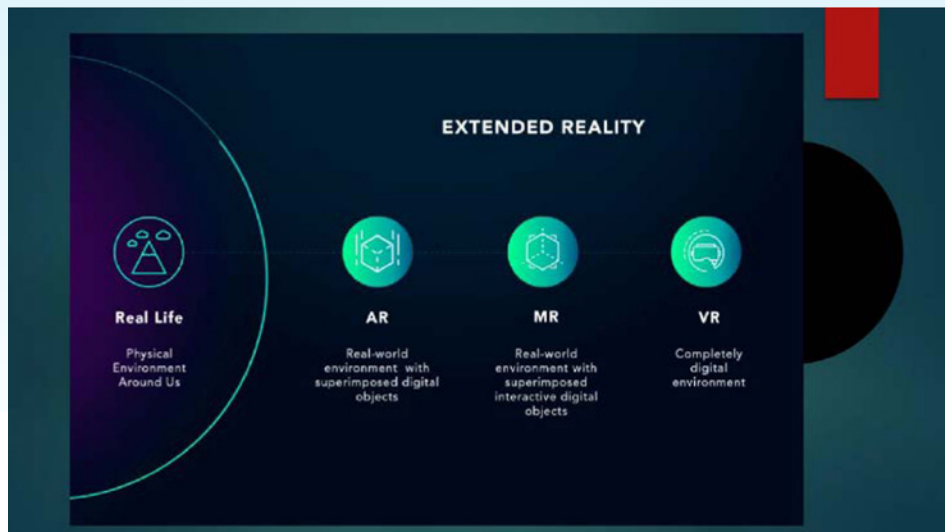 EXTENDED REALITY
Real Life
Physical
Environment
Around Us
AR
Real-world
environment with
superimposed digital
objects
MR
Real-world
environment with
superimposed
interactive digital
objects
VR
Completely
digital
environment